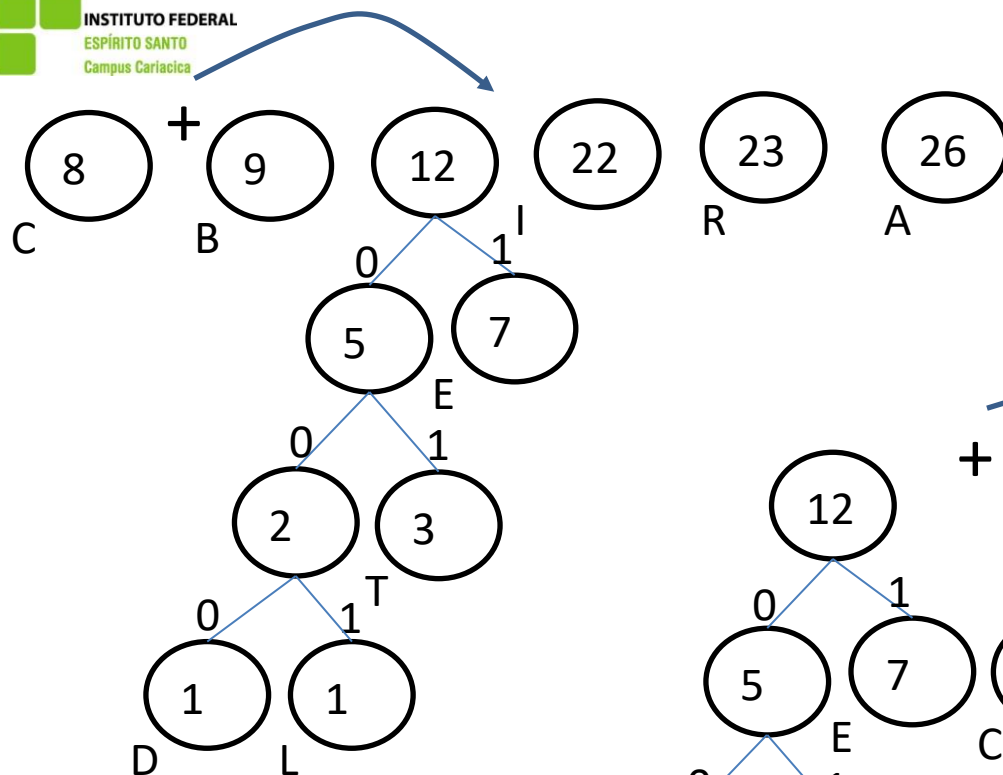 INSTITUTO FEDERAL
ESPÍRITO SANTO
Campus Cariacica
8 + 9 12 22 23 26
C B I R A
0 1
5 7
E
0 1
2 3
T
0 1
1 1
D L
+
12
0 1
5 7
E C